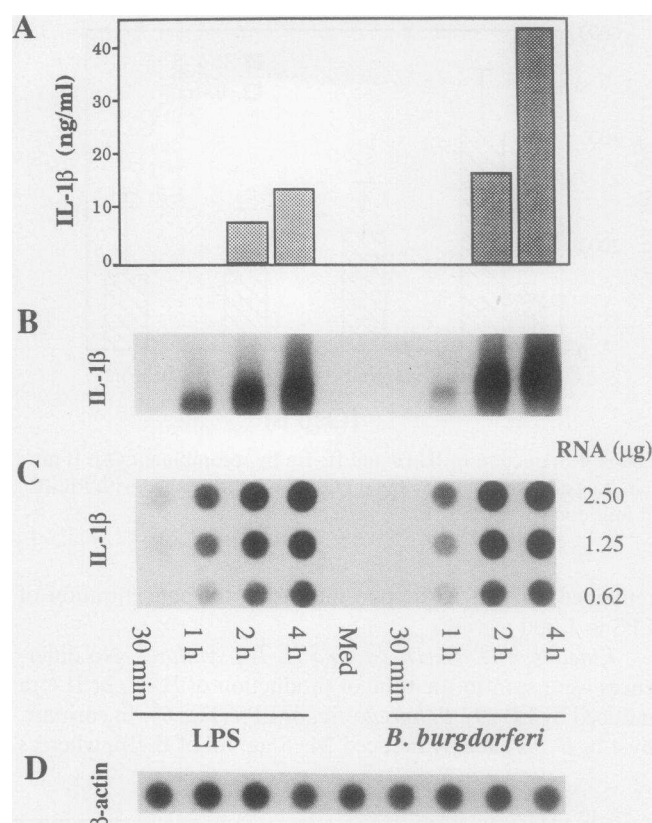 A
IL-1β (ng/ml)
40
30
20
10
0
B
IL-1β
RNA (μg)
C
IL-1β
2.50
1.25
0.62
30 min
1 h
2 h
4 h
Med
30 min
1 h
2 h
4 h
LPS
B. burgdorferi
D
β-actin